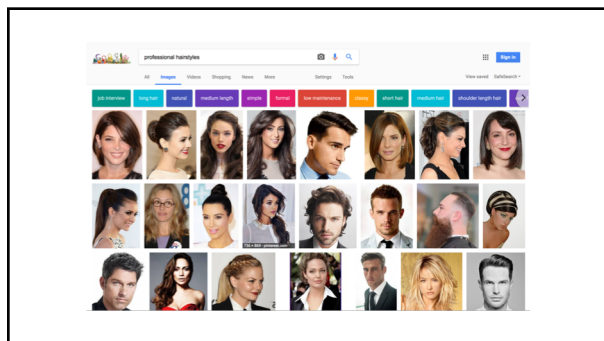 Google
professional hairstyles
Sign in
All Images Videos Shopping News More Settings Tools View saved SafeSearch
job interview long hair natural medium length simple formal low maintenance classy short hair medium hair shoulder length hair